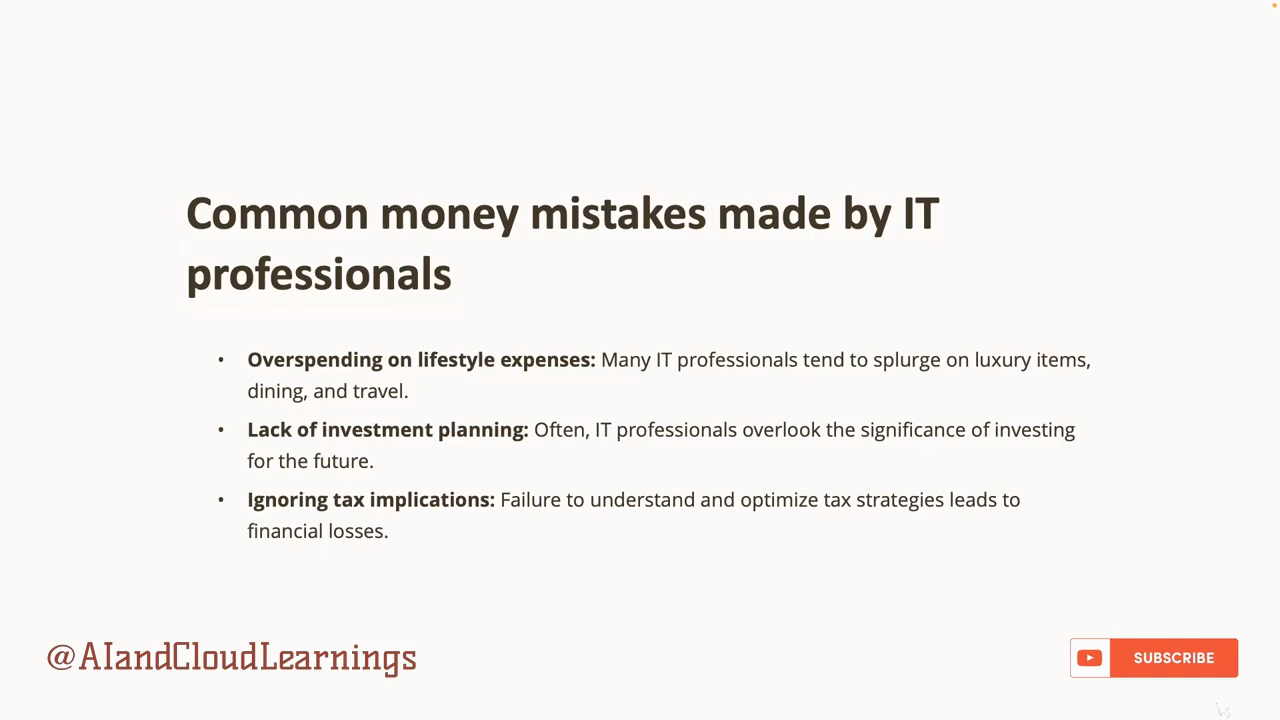 Common money mistakes made by IT
professionals
• Overspending on lifestyle expenses: Many IT professionals tend to splurge on luxury items,
dining, and travel.
• Lack of investment planning: Often, IT professionals overlook the significance of investing
for the future.
• Ignoring tax implications: Failure to understand and optimize tax strategies leads to
financial losses.
@AIandCloudLearnings
SUBSCRIBE